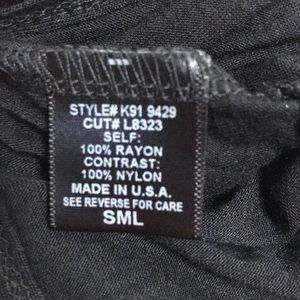 STYLE# K91 9429
CUT# L8323
SELF:
100% RAYON
CONTRAST:
100% NYLON
MADE IN U.S.A.
SEE REVERSE FOR CARE
SML